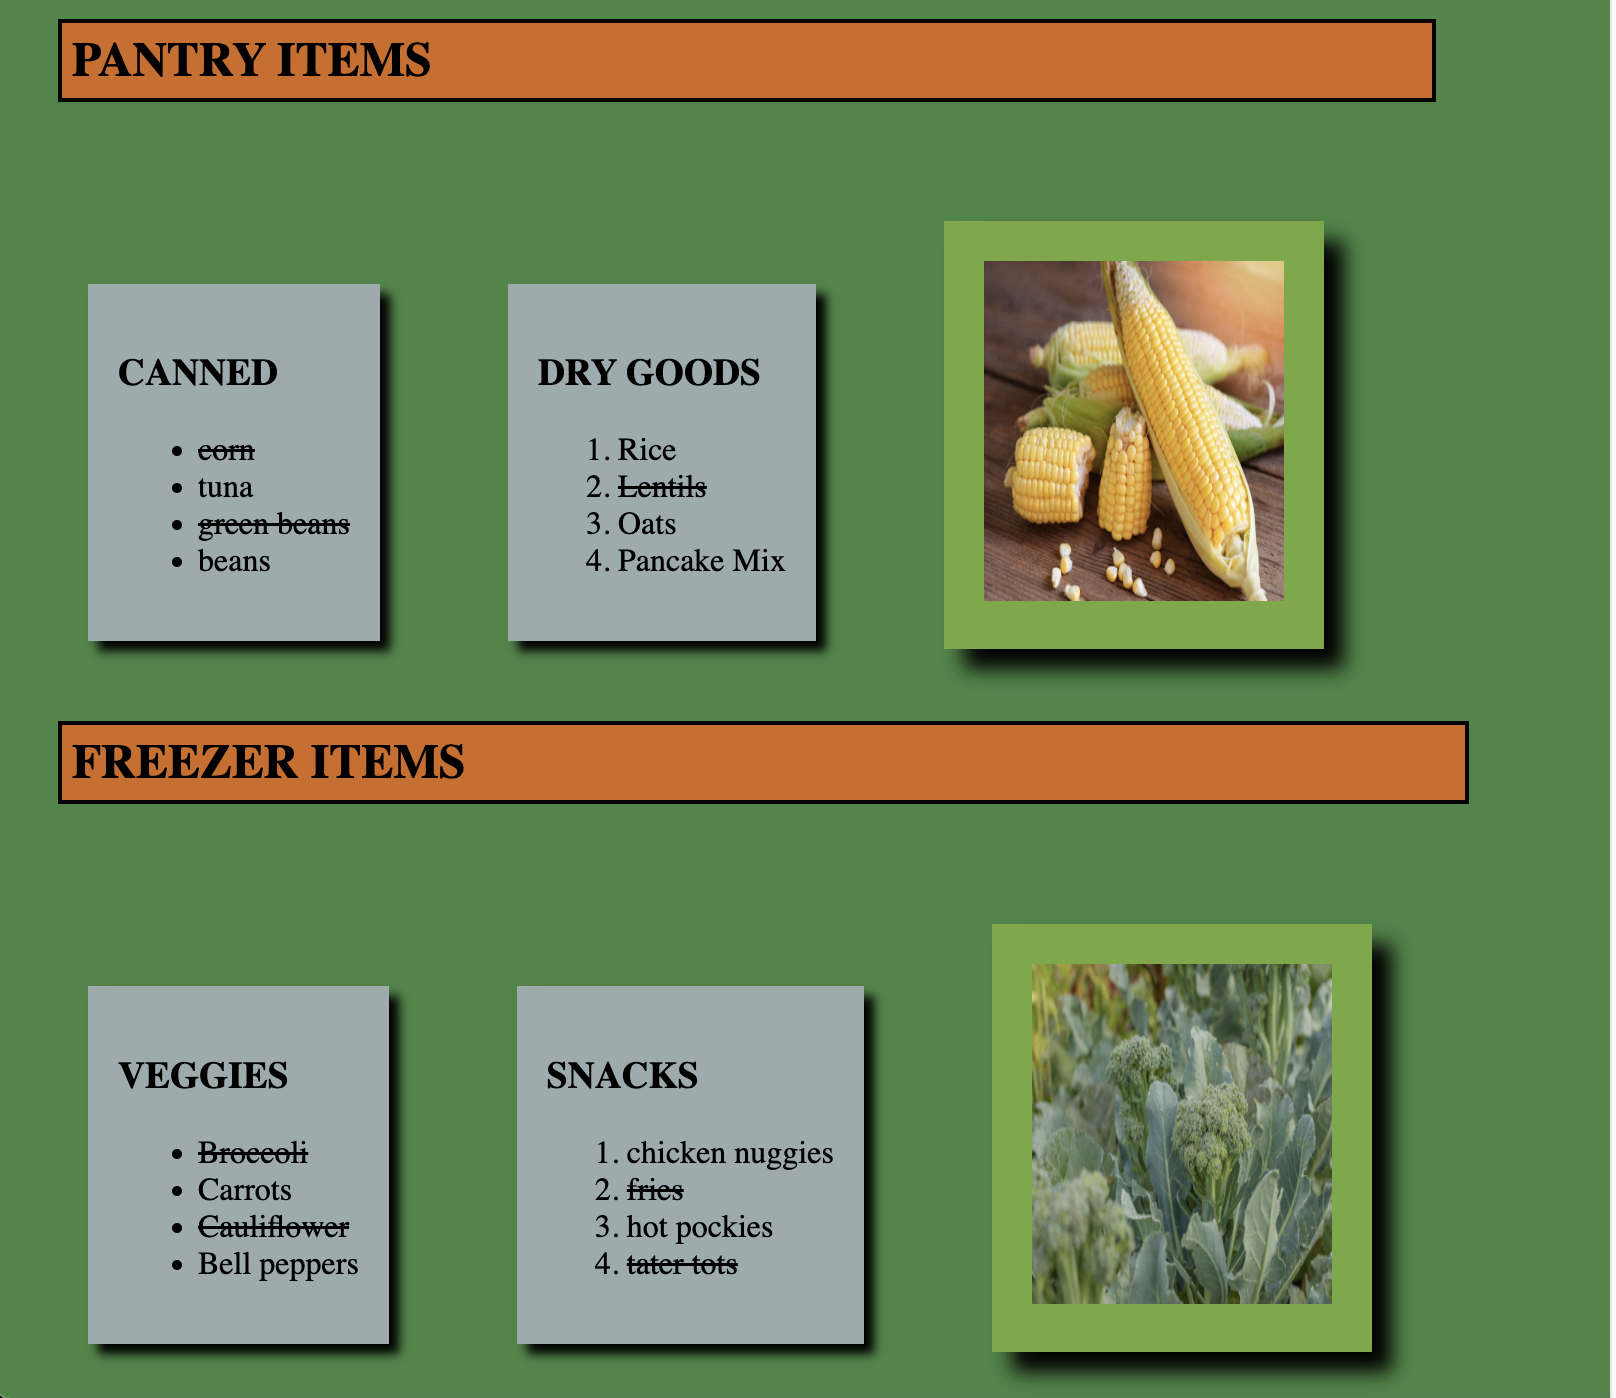 PANTRY ITEMS
CANNED
• corn
• tuna
• green beans
• beans
DRY GOODS
1. Rice
2. Lentils
3. Oats
4. Pancake Mix
FREEZER ITEMS
VEGGIES
• Broccoli
• Carrots
• Cauliflower
• Bell peppers
SNACKS
1. chicken nuggies
2. fries
3. hot pockies
4. tater tots